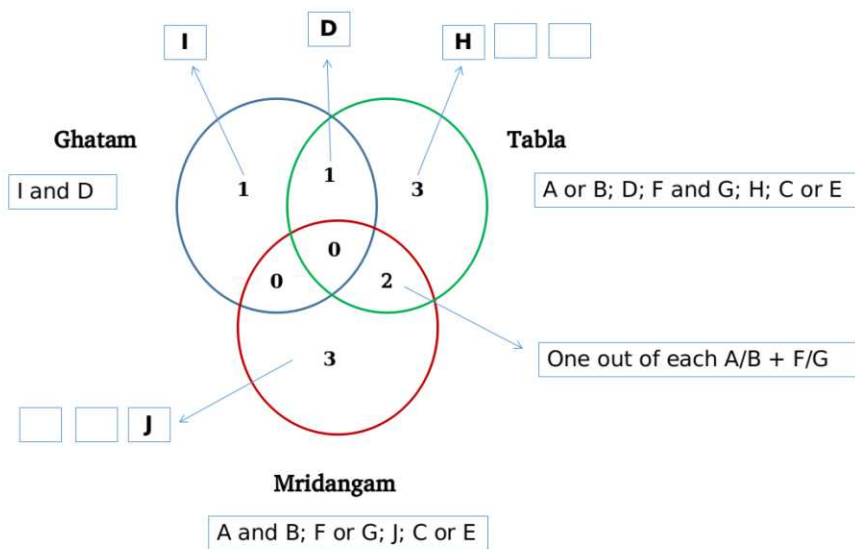 I
D
H
Ghatam
Tabla
I and D
1
1
3
A or B; D; F and G; H; C or E
0
0
2
3
One out of each A/B + F/G
J
Mridangam
A and B; F or G; J; C or E